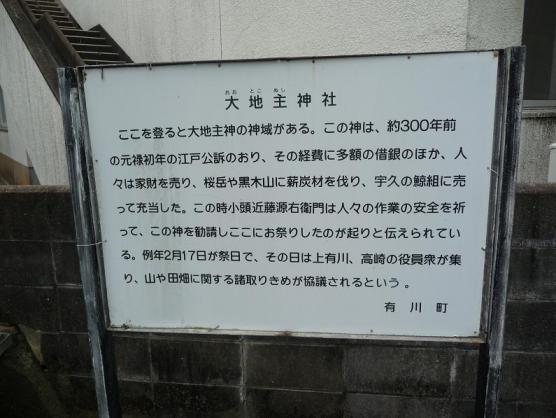 おお とこ ぬし
大地主神社
ここを登ると大地主神の神域がある。この神は、約300年前
の元禄初年の江戸公訴のおり、その経費に多額の借銀のほか、人
々は家財を売り、桜岳や黒木山に薪炭材を伐り、宇久の鯨組に売
って充当した。この時小頭近藤源右衛門は人々の作業の安全を祈
って、この神を勧請しここにお祭りしたのが起りと伝えられてい
る。例年2月17日が祭日で、その日は上有川、高崎の役員衆が集
り、山や田畑に関する諸取りきめが協議されるという。
有川町